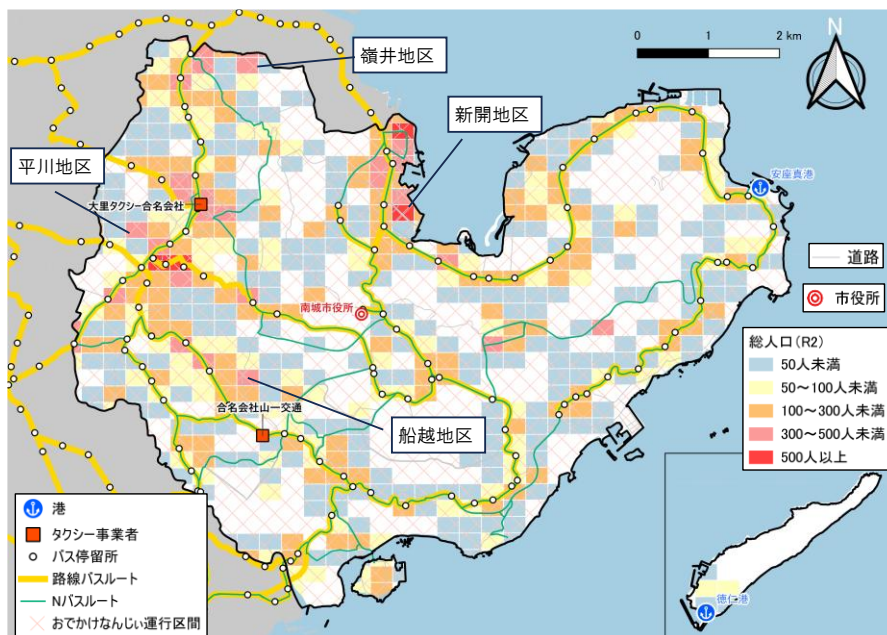 嶺井地区
0 1 2 km
N
新開地区
平川地区
大里タクシー合名会社
安座真港
道路
南城市役所
市役所
総人口(R2)
50人未満
50～100人未満
100～300人未満
300～500人未満
500人以上
合名会社山一交通
船越地区
港
タクシー事業者
バス停留所
路線バスルート
Nバスルート
おでかけなんじぃ運行区間
徳仁港